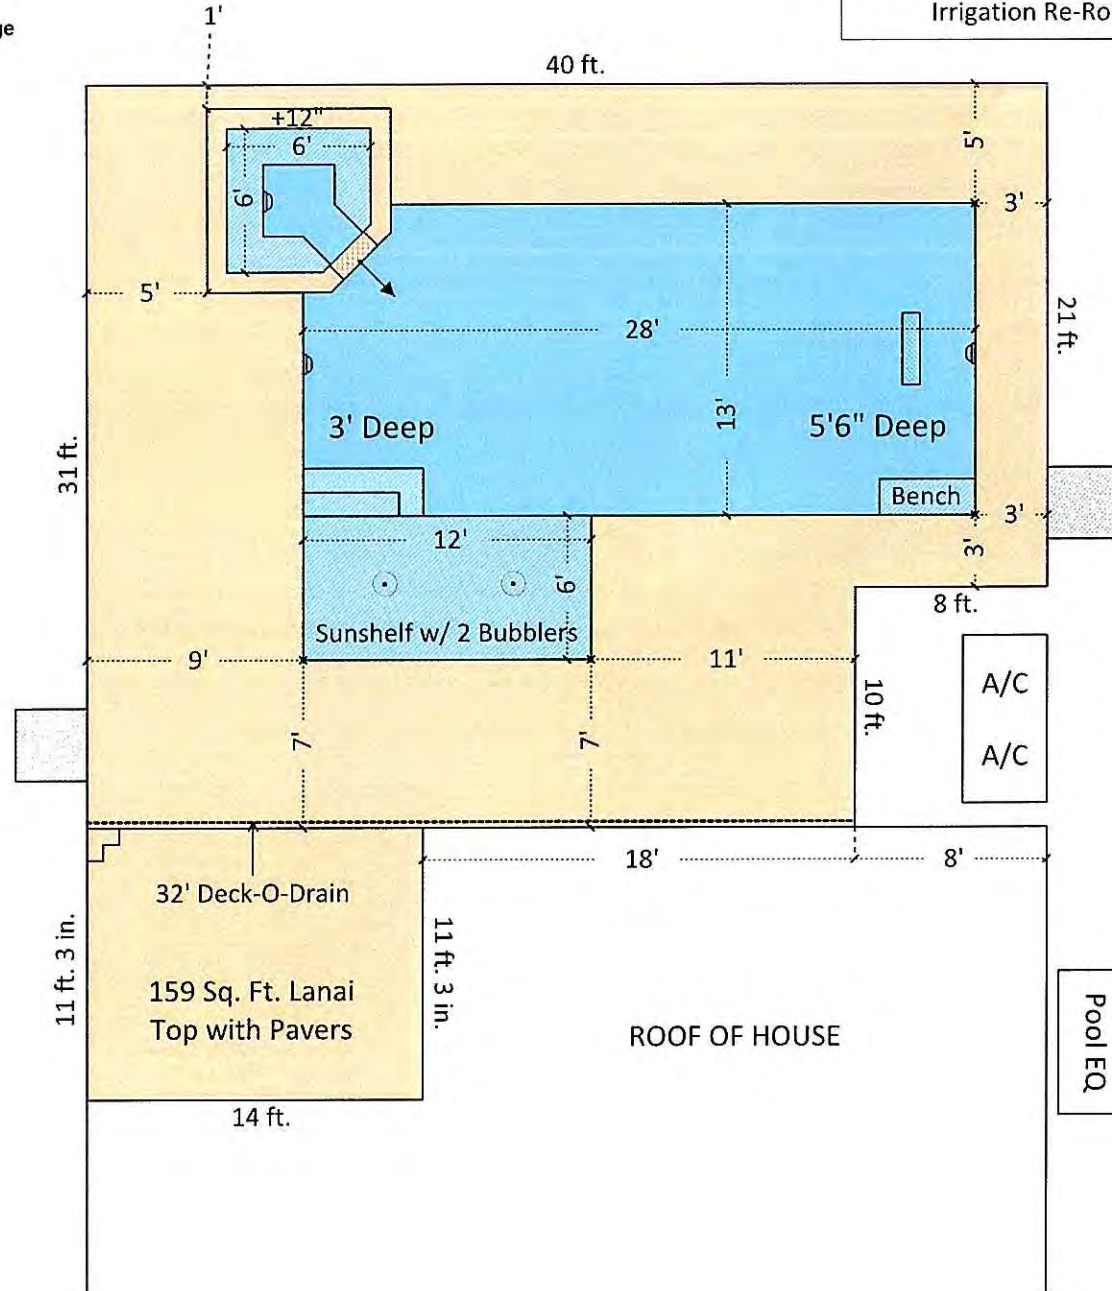 1'
Irrigation Re-Ro
40 ft.
+12"
6'
6'
5'
3'
5'
28'
13'
21 ft.
31 ft.
3' Deep
5'6" Deep
Bench
3'
3'
12'
6'
8 ft.
Sunshelf w/ 2 Bubblers
9'
11'
10 ft.
A/C
A/C
7'
7'
18'
8'
32' Deck-O-Drain
11 ft. 3 in.
11 ft. 3 in.
159 Sq. Ft. Lanai
Top with Pavers
ROOF OF HOUSE
Pool EQ
14 ft.